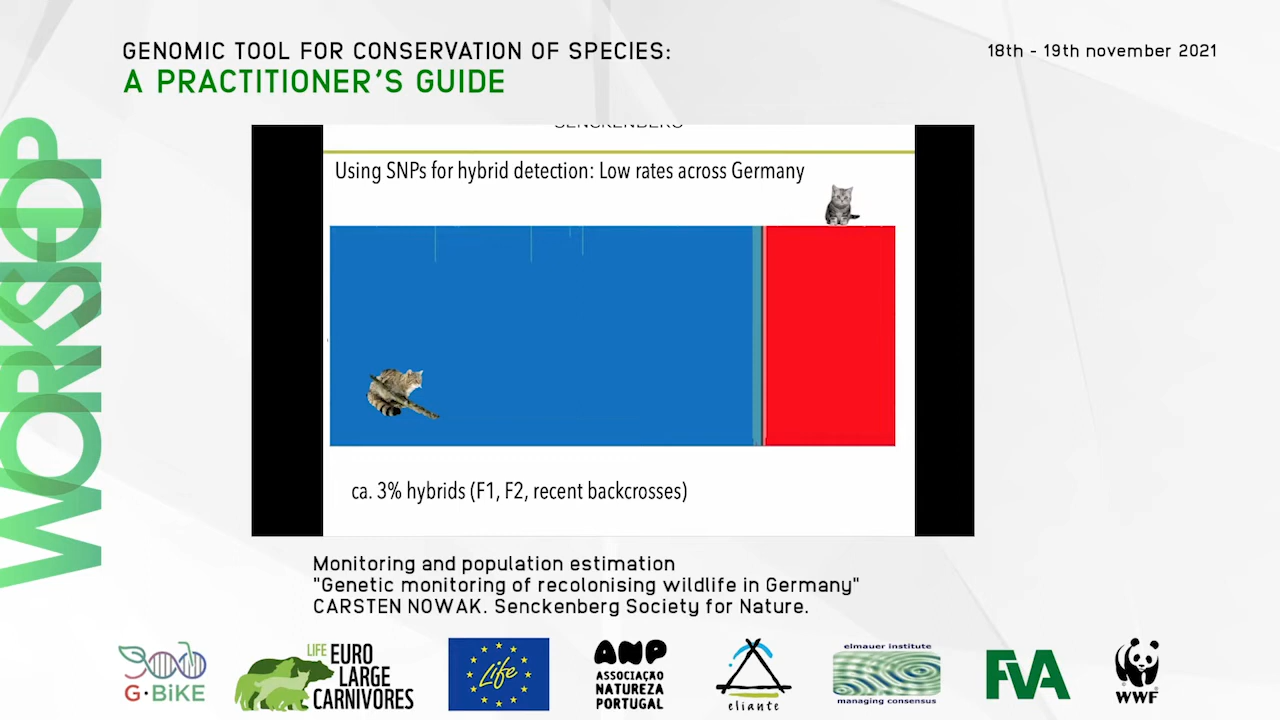 GENOMIC TOOL FOR CONSERVATION OF SPECIES:
A PRACTITIONER'S GUIDE
18th - 19th november 2021
WORKSHOP
SENCKENBERG
Using SNPs for hybrid detection: Low rates across Germany
ca. 3% hybrids (F1, F2, recent backcrosses)
Monitoring and population estimation
"Genetic monitoring of recolonising wildlife in Germany"
CARSTEN NOWAK. Senckenberg Society for Nature.
G·BiKE
LIFE EURO
LARGE
CARNIVORES
Life
ANP
ASSOCIAÇÃO
NATUREZA
PORTUGAL
eliante
elmauer institute
managing consensus
FVA
WWF